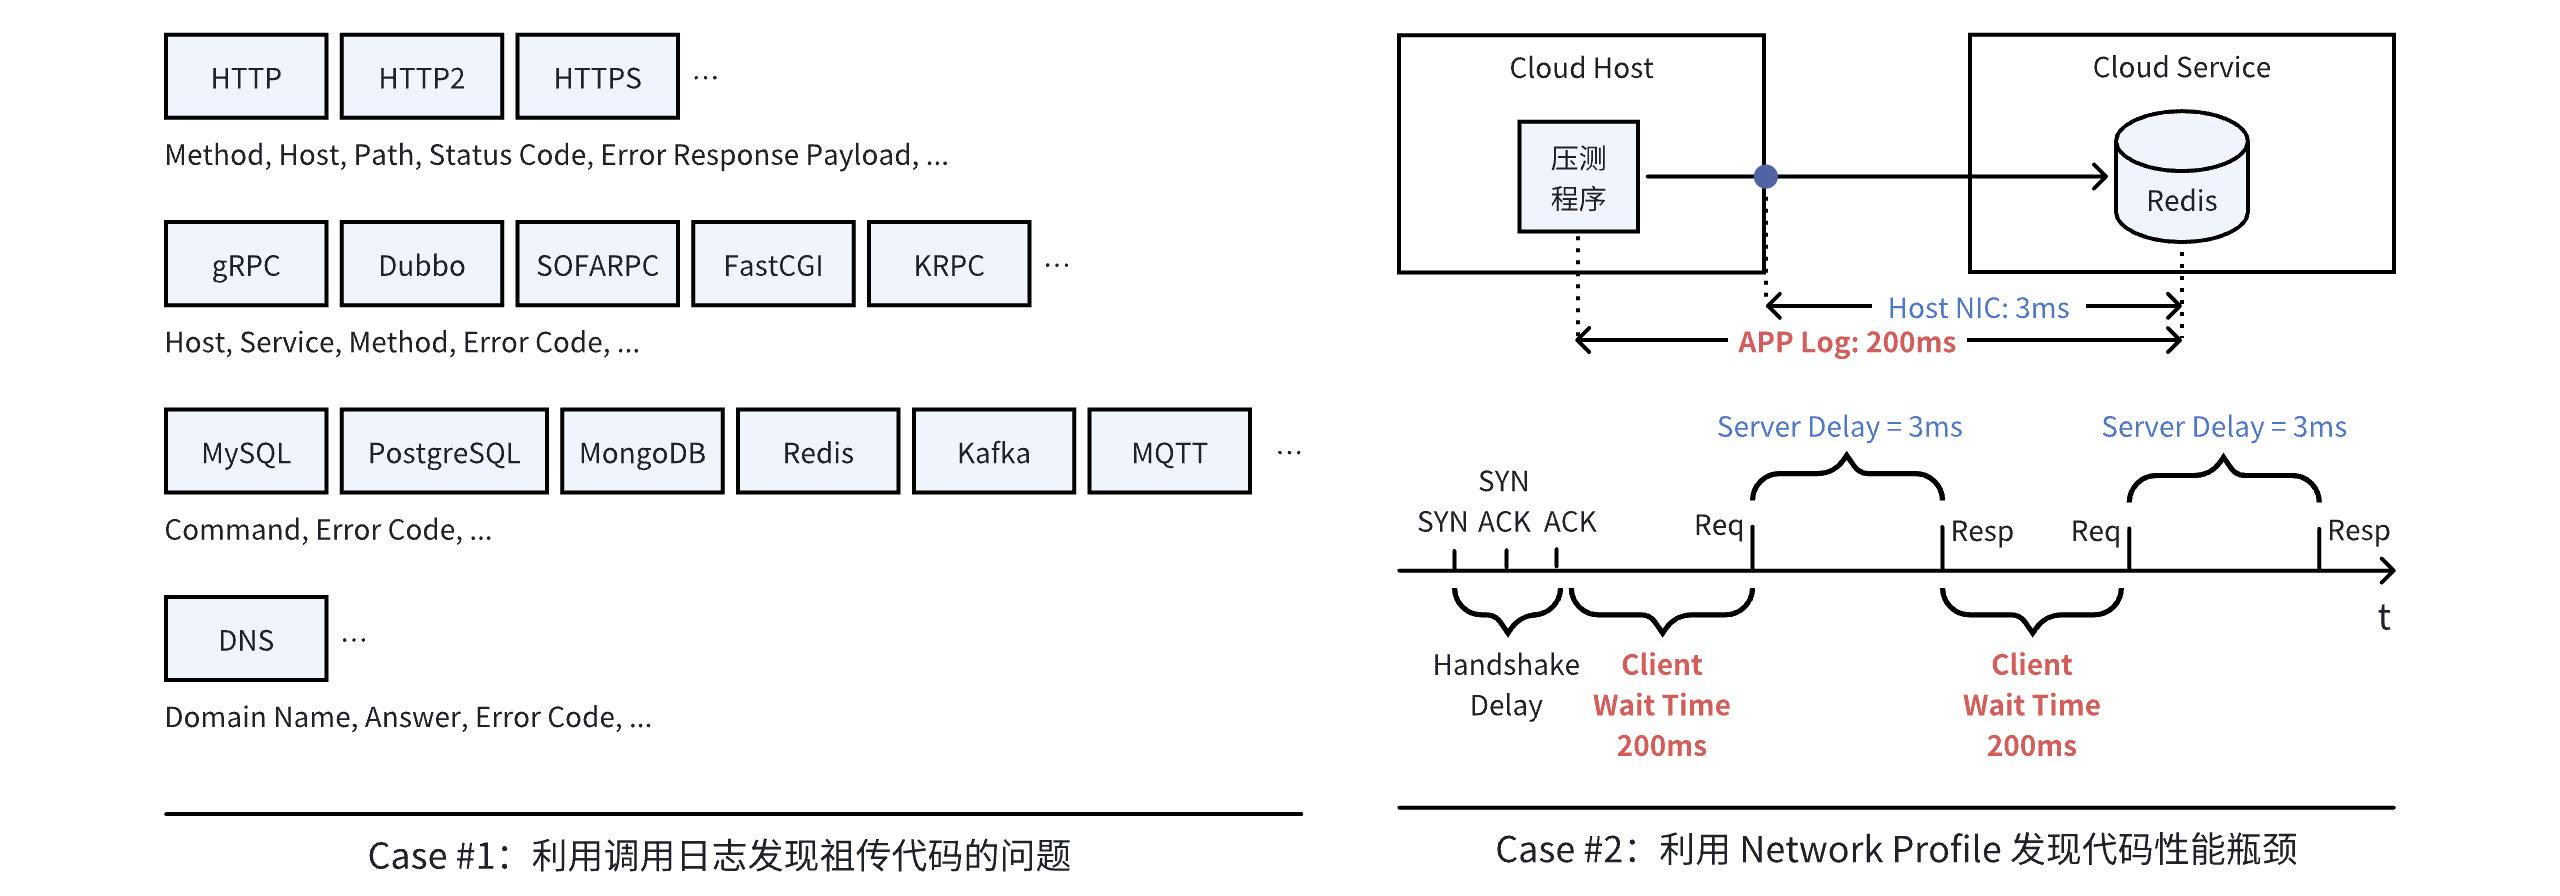 HTTP HTTP2 HTTPS ...
Method, Host, Path, Status Code, Error Response Payload, ...
gRPC Dubbo SOFARPC FastCGI KRPC ...
Host, Service, Method, Error Code, ...
MySQL PostgreSQL MongoDB Redis Kafka MQTT ...
Command, Error Code, ...
DNS ...
Domain Name, Answer, Error Code, ...
Case #1：利用调用日志发现祖传代码的问题
Cloud Host
Cloud Service
压测
程序
Redis
Host NIC: 3ms
APP Log: 200ms
Server Delay = 3ms
Server Delay = 3ms
SYN
SYN ACK ACK
Req
Resp
Req
Resp
t
Handshake
Delay
Client
Wait Time
200ms
Client
Wait Time
200ms
Case #2：利用 Network Profile 发现代码性能瓶颈